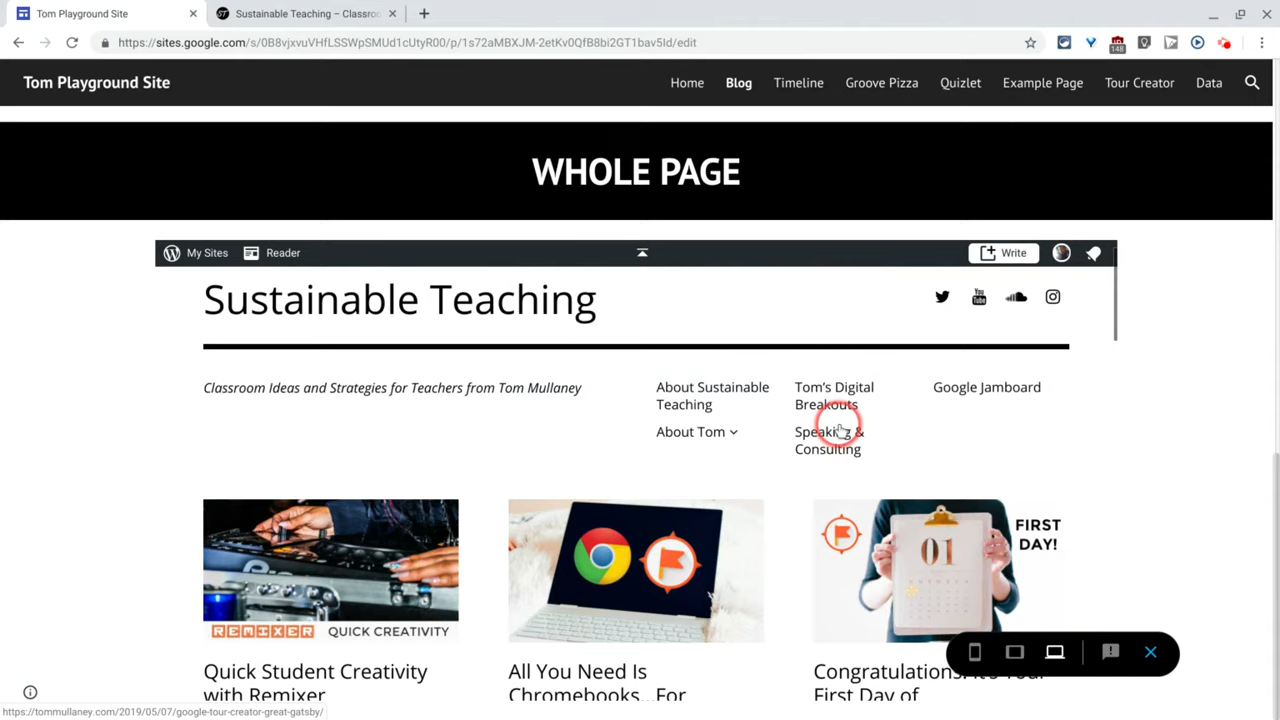 Tom Playground Site
Sustainable Teaching – Classro
https://sites.google.com/s/0B8vjxvuVHfLSSWpSMUd1cUtyR00/p/1s72aMBXJM-2etKv0QfB8bi2GT1bav5Id/edit
148
Tom Playground Site
Home Blog Timeline Groove Pizza Quizlet Example Page Tour Creator Data
WHOLE PAGE
My Sites Reader Write
Sustainable Teaching
You Tube
Classroom Ideas and Strategies for Teachers from Tom Mullaney
About Sustainable Teaching
About Tom
Tom's Digital Breakouts
Speaking & Consulting
Google Jamboard
REMIXER QUICK CREATIVITY
01
FIRST DAY!
Quick Student Creativity
with Remixer
All You Need Is
Chromebooks...For
Congratulations! It's Your
First Day of
https://tommullaney.com/2019/05/07/google-tour-creator-great-gatsby/